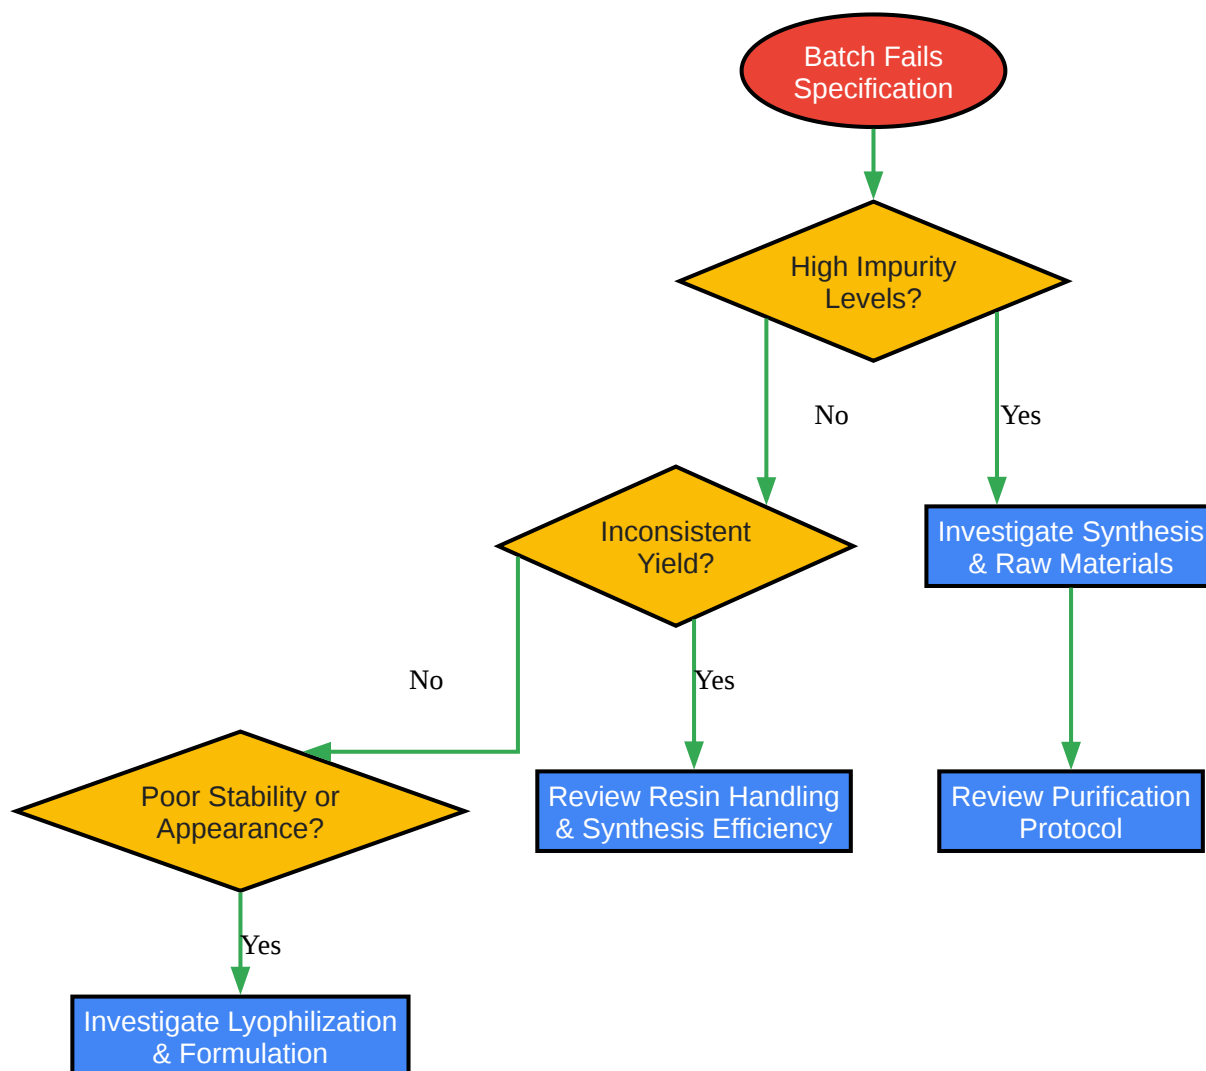 Batch Fails
Specification
High Impurity
Levels?
No
Yes
Inconsistent
Yield?
Investigate Synthesis
& Raw Materials
No
Yes
Poor Stability or
Appearance?
Review Resin Handling
& Synthesis Efficiency
Review Purification
Protocol
Yes
Investigate Lyophilization
& Formulation